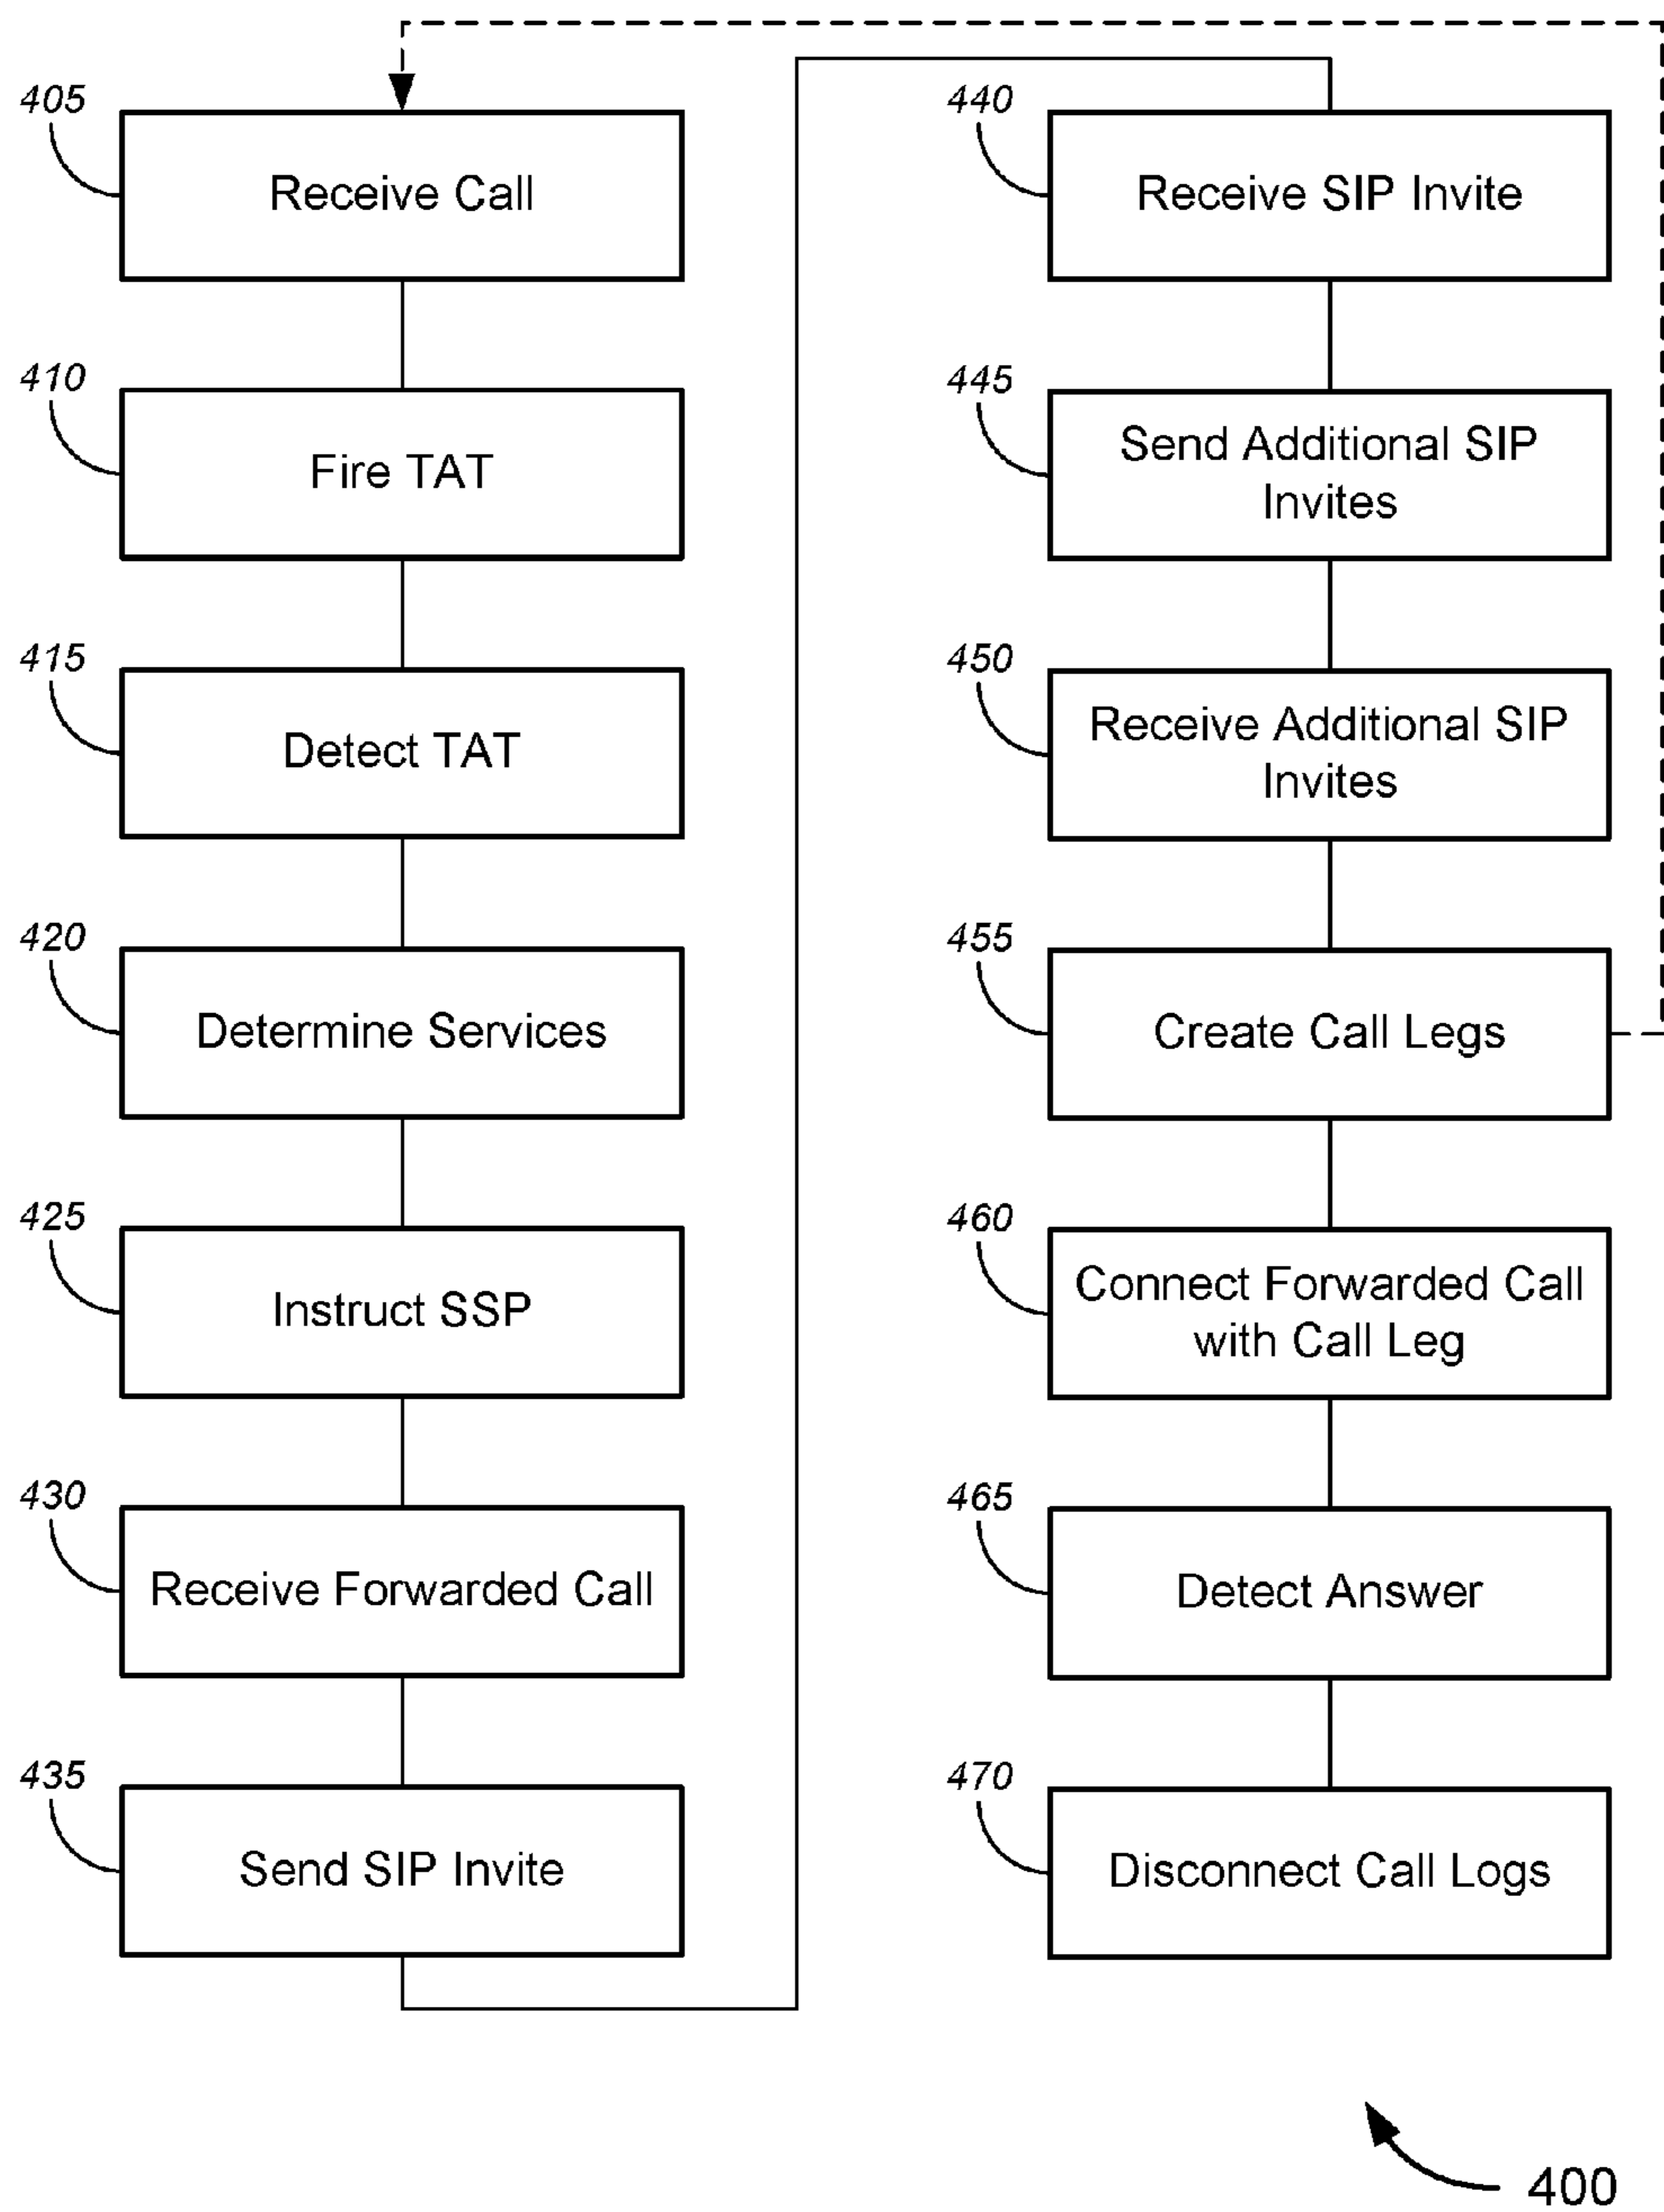 405
Receive Call
410
Fire TAT
415
Detect TAT
420
Determine Services
425
Instruct SSP
430
Receive Forwarded Call
435
Send SIP Invite
440
Receive SIP Invite
445
Send Additional SIP
Invites
450
Receive Additional SIP
Invites
455
Create Call Legs
460
Connect Forwarded Call
with Call Leg
465
Detect Answer
470
Disconnect Call Logs
400